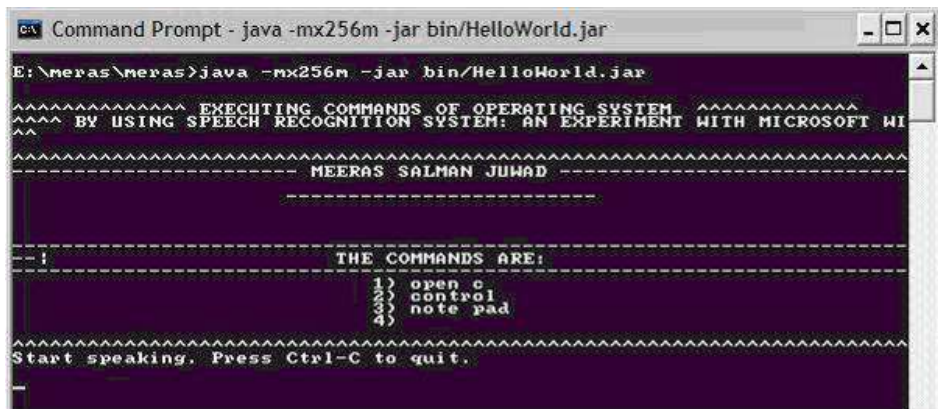 Command Prompt - java -mx256m -jar bin/HelloWorld.jar
E:\meras\meras>java -mx256m -jar bin/HelloWorld.jar
^^^^^^^^^^^^^^ EXECUTING COMMANDS OF OPERATING SYSTEM ^^^^^^^^^^^^^
^^^^ BY USING SPEECH RECOGNITION SYSTEM: AN EXPERIMENT WITH MICROSOFT WI
^^
^^^^^^^^^^^^^^^^^^^^^^^^^^^^^^^^^^^^^^^^^^^^^^^^^^^^^^^^^^^^^^^^^^^^^^^^
----------------------- MEERAS SALMAN JUWAD ----------------------------
-------------------------
------------------------------------------------------------------------
--: THE COMMANDS ARE:
------------------------------------------------------------------------
1) open c
2) control
3) note pad
4)
^^^^^^^^^^^^^^^^^^^^^^^^^^^^^^^^^^^^^^^^^^^^^^^^^^^^^^^^^^^^^^^^^^^^^^^^
Start speaking. Press Ctrl-C to quit.